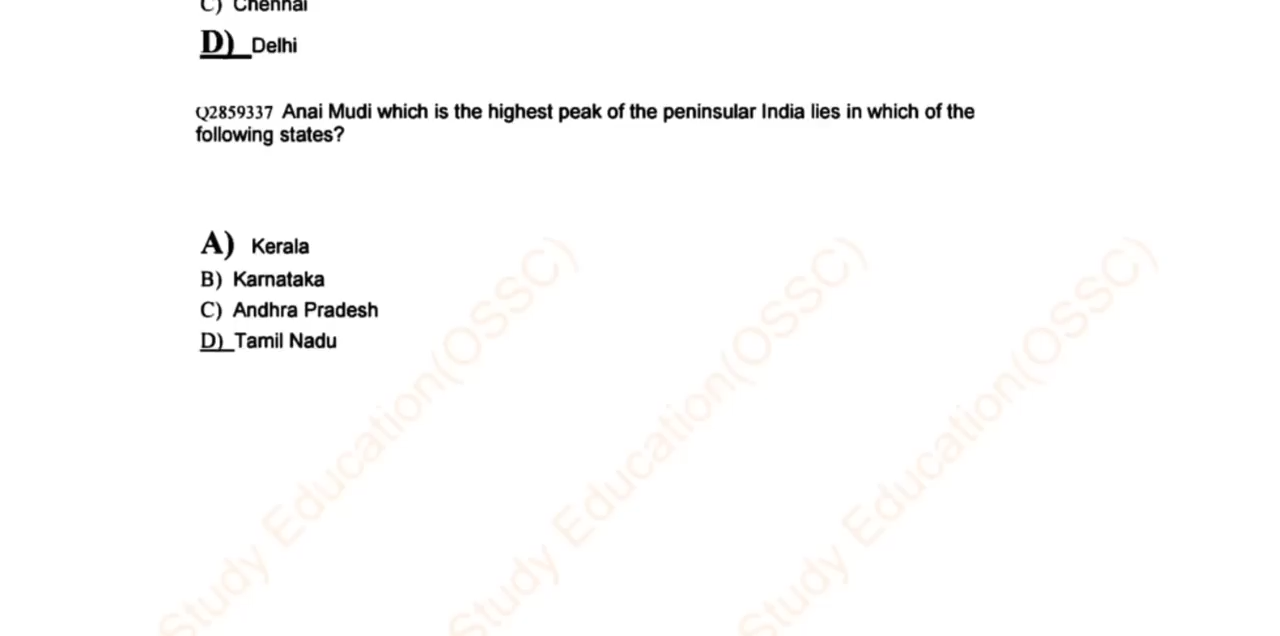 C) Chennai
D) Delhi
Q2859337 Anai Mudi which is the highest peak of the peninsular India lies in which of the
following states?
A) Kerala
B) Karnataka
C) Andhra Pradesh
D) Tamil Nadu
Study Education(OSSC)
Study Education(OSSC)
Study Education(OSSC)